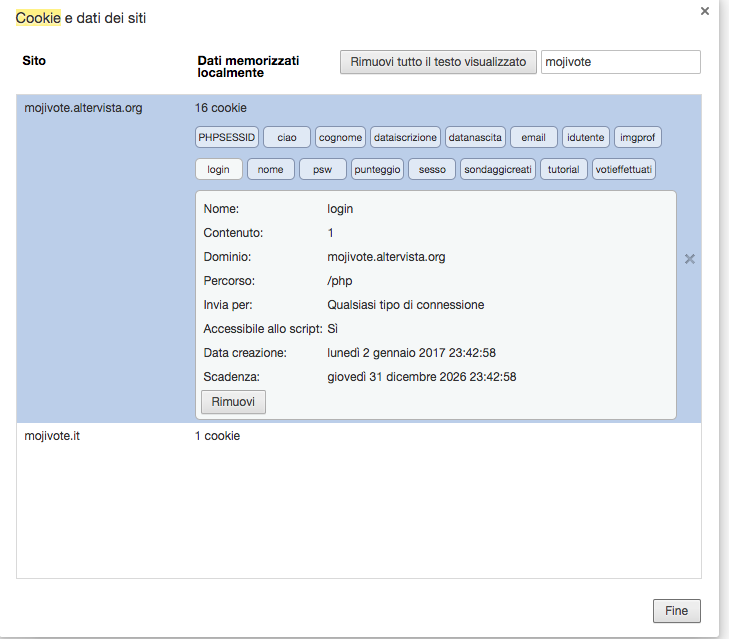 Cookie e dati dei siti
Sito
Dati memorizzati
localmente
Rimuovi tutto il testo visualizzato
mojivote
mojivote.altervista.org
16 cookie
PHPSESSID ciao cognome dataiscrizione datanascita email idutente imgprof
login nome psw punteggio sesso sondaggicreati tutorial votieffettuati
Nome: login
Contenuto: 1
Dominio: mojivote.altervista.org
Percorso: /php
Invia per: Qualsiasi tipo di connessione
Accessibile allo script: Sì
Data creazione: lunedì 2 gennaio 2017 23:42:58
Scadenza: giovedì 31 dicembre 2026 23:42:58
Rimuovi
mojivote.it
1 cookie
Fine